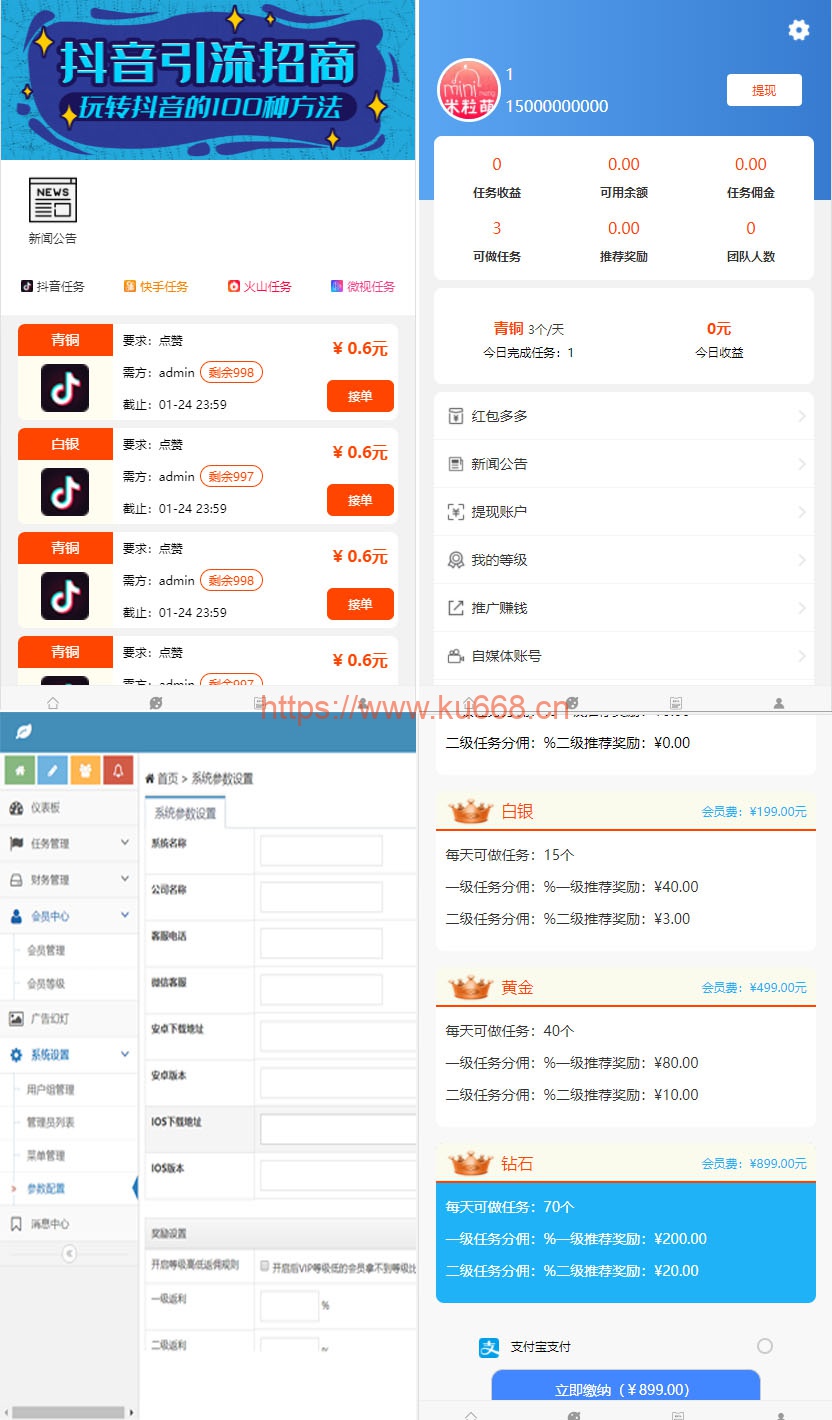 抖音引流招商
玩转抖音的100种方法
NEWS
新闻公告
抖音任务 快手任务 火山任务 微视任务
青铜
要求：点赞
¥ 0.6元
需方：admin 剩余998
截止：01-24 23:59
接单
白银
要求：点赞
¥ 0.6元
需方：admin 剩余997
截止：01-24 23:59
接单
青铜
要求：点赞
¥ 0.6元
需方：admin 剩余998
截止：01-24 23:59
接单
青铜
要求：点赞
¥ 0.6元
需方：admin 剩余997
mini
米粒萌
1
15000000000
提现
0 0.00 0.00
任务收益 可用余额 任务佣金
3 0.00 0
可做任务 推荐奖励 团队人数
青铜 3个/天 0元
今日完成任务：1 今日收益
红包多多
新闻公告
提现账户
我的等级
推广赚钱
自媒体账号
https://www.ku668.cn
首页 > 系统参数设置
仪表板
任务管理
财务管理
会员中心
会员管理
会员等级
广告幻灯
系统设置
用户组管理
管理员列表
菜单管理
参数配置
消息中心
系统参数设置
系统名称
公司名称
客服电话
微信客服
安卓下载地址
安卓版本
IOS下载地址
IOS版本
奖励设置
开启等级高低返佣规则 开启后VIP等级低的会员拿不到等级比
一级返利 %
二级返利 %
二级任务分佣：%二级推荐奖励：¥0.00
白银 会员费：¥199.00元
每天可做任务：15个
一级任务分佣：%一级推荐奖励：¥40.00
二级任务分佣：%二级推荐奖励：¥3.00
黄金 会员费：¥499.00元
每天可做任务：40个
一级任务分佣：%一级推荐奖励：¥80.00
二级任务分佣：%二级推荐奖励：¥10.00
钻石 会员费：¥899.00元
每天可做任务：70个
一级任务分佣：%一级推荐奖励：¥200.00
二级任务分佣：%二级推荐奖励：¥20.00
支 支付宝支付
立即缴纳（¥899.00）